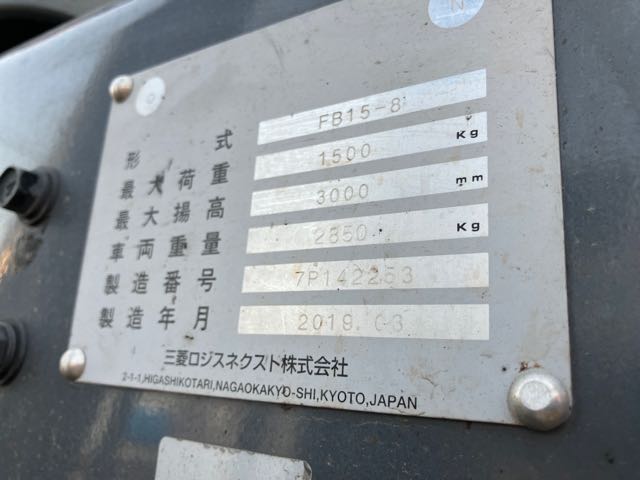 N
形式 FB15-8
最大荷重 1500 Kg
最大揚高 3000 mm
車両重量 2850 Kg
製造番号 7P142253
製造年月 2019.03
三菱ロジスネクスト株式会社
2-1-1,HIGASHIKOTARI,NAGAOKAKYO-SHI,KYOTO,JAPAN